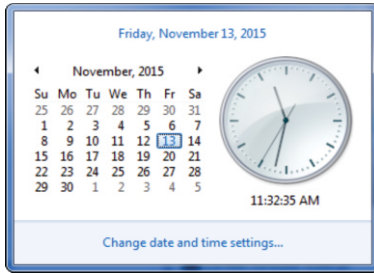 Friday, November 13, 2015
November, 2015
Su Mo Tu We Th Fr Sa
25 26 27 28 29 30 31
1 2 3 4 5 6 7
8 9 10 11 12 13 14
15 16 17 18 19 20 21
22 23 24 25 26 27 28
29 30 1 2 3 4 5
11:32:35 AM
Change date and time settings...